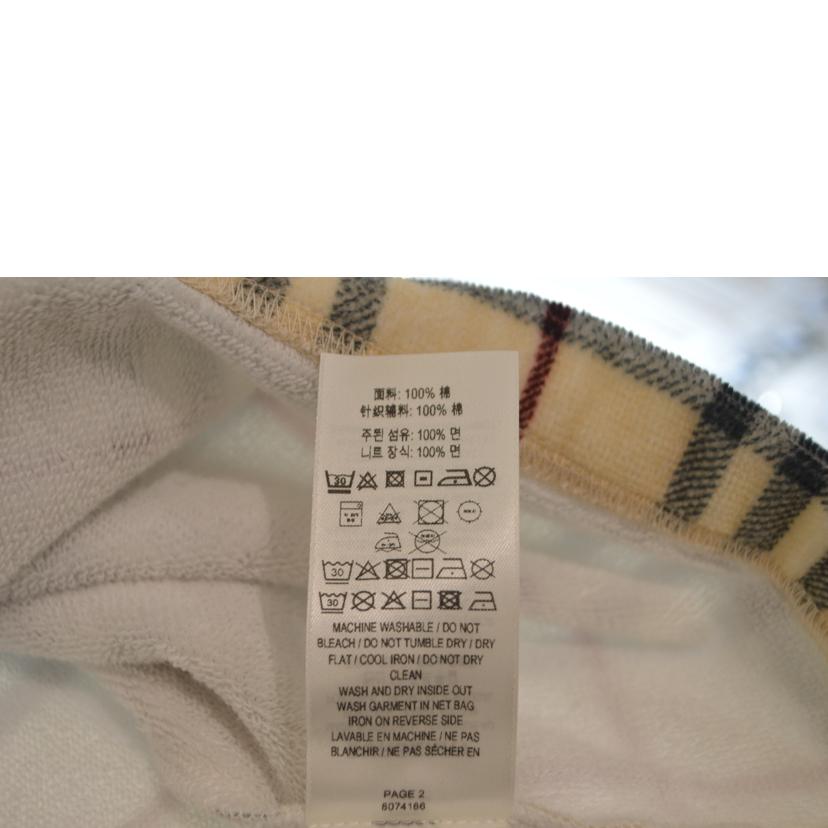 面料: 100% 棉
针织辅料: 100% 棉
주된 섬유: 100% 면
니트 장식: 100% 면
30
30
30
MACHINE WASHABLE / DO NOT
BLEACH / DO NOT TUMBLE DRY / DRY
FLAT / COOL IRON / DO NOT DRY
CLEAN
WASH AND DRY INSIDE OUT
WASH GARMENT IN NET BAG
IRON ON REVERSE SIDE
LAVABLE EN MACHINE / NE PAS
BLANCHIR / NE PAS SÉCHER EN
PAGE 2
8074166